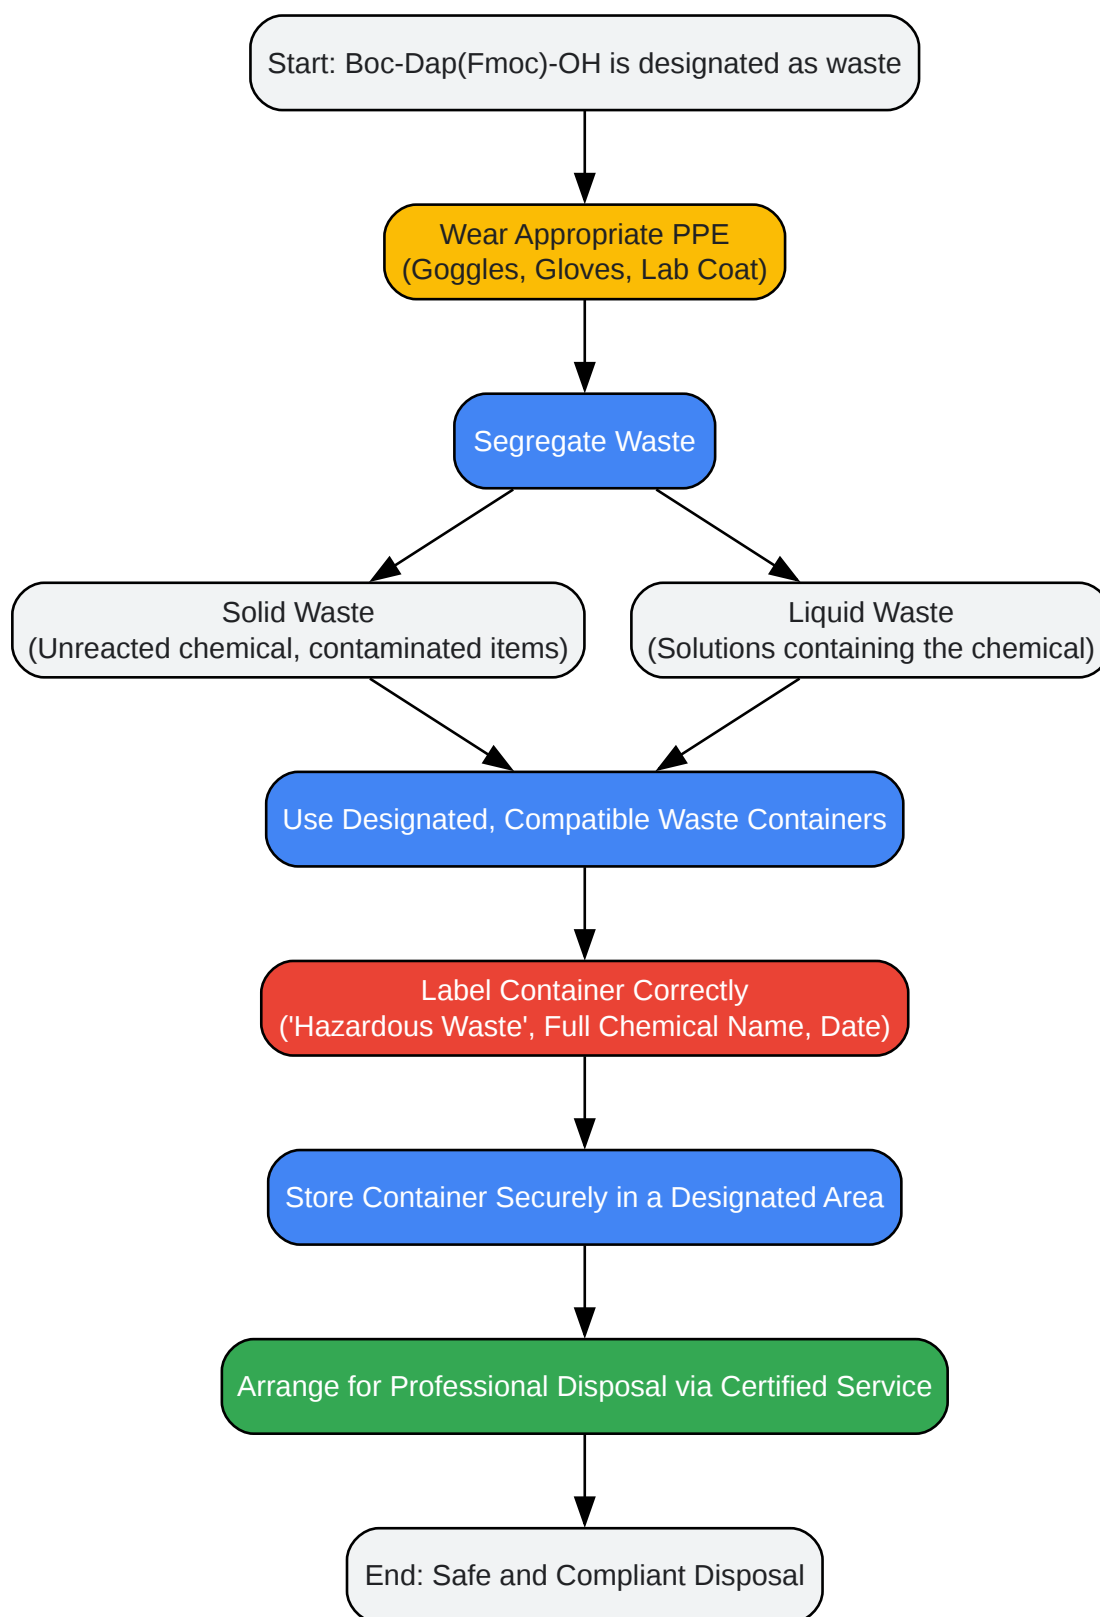 Start: Boc-Dap(Fmoc)-OH is designated as waste
Wear Appropriate PPE
(Goggles, Gloves, Lab Coat)
Segregate Waste
Solid Waste
(Unreacted chemical, contaminated items)
Liquid Waste
(Solutions containing the chemical)
Use Designated, Compatible Waste Containers
Label Container Correctly
('Hazardous Waste', Full Chemical Name, Date)
Store Container Securely in a Designated Area
Arrange for Professional Disposal via Certified Service
End: Safe and Compliant Disposal